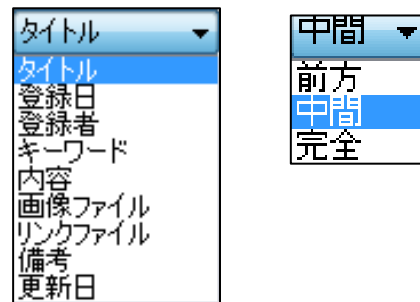 タイトル
タイトル
登録日
登録者
キーワード
内容
画像ファイル
リンクファイル
備考
更新日
中間
前方
中間
完全